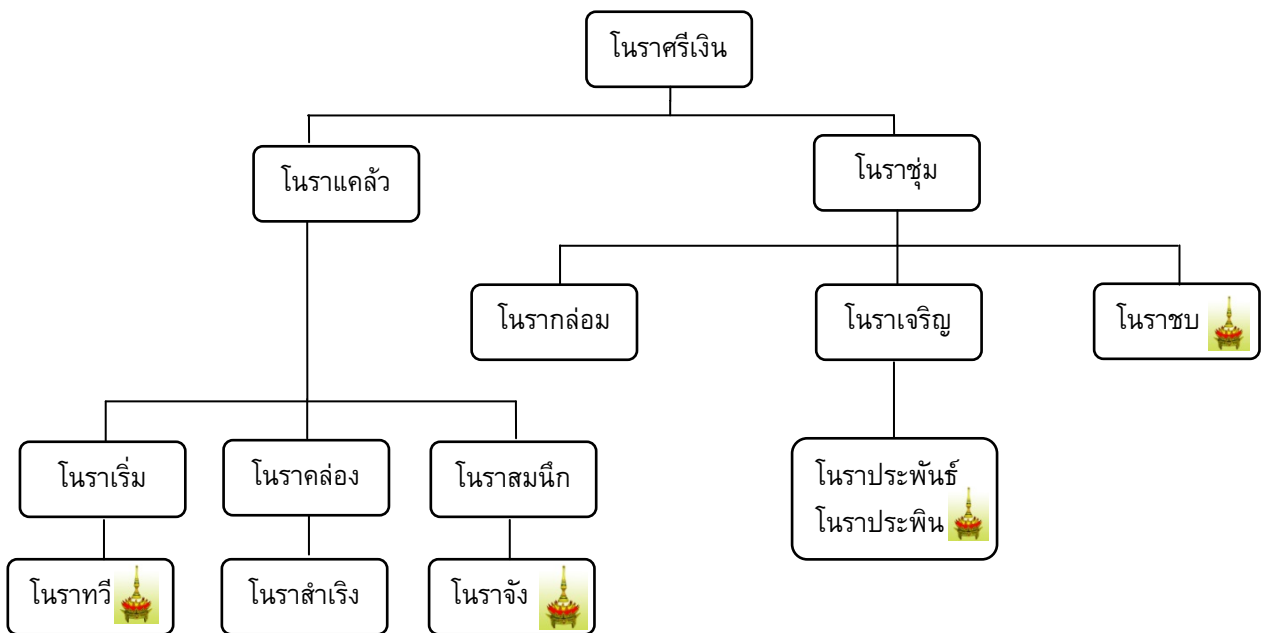 โนราศรีเงิน
โนราแคล้ว
โนราชุ่ม
โนรากล่อม
โนราเจริญ
โนราชบ
โนราเริ่ม
โนราคล่อง
โนราสมนึก
โนราประพันธ์
โนราประพิน
โนราทวี
โนราสำเริง
โนราจัง